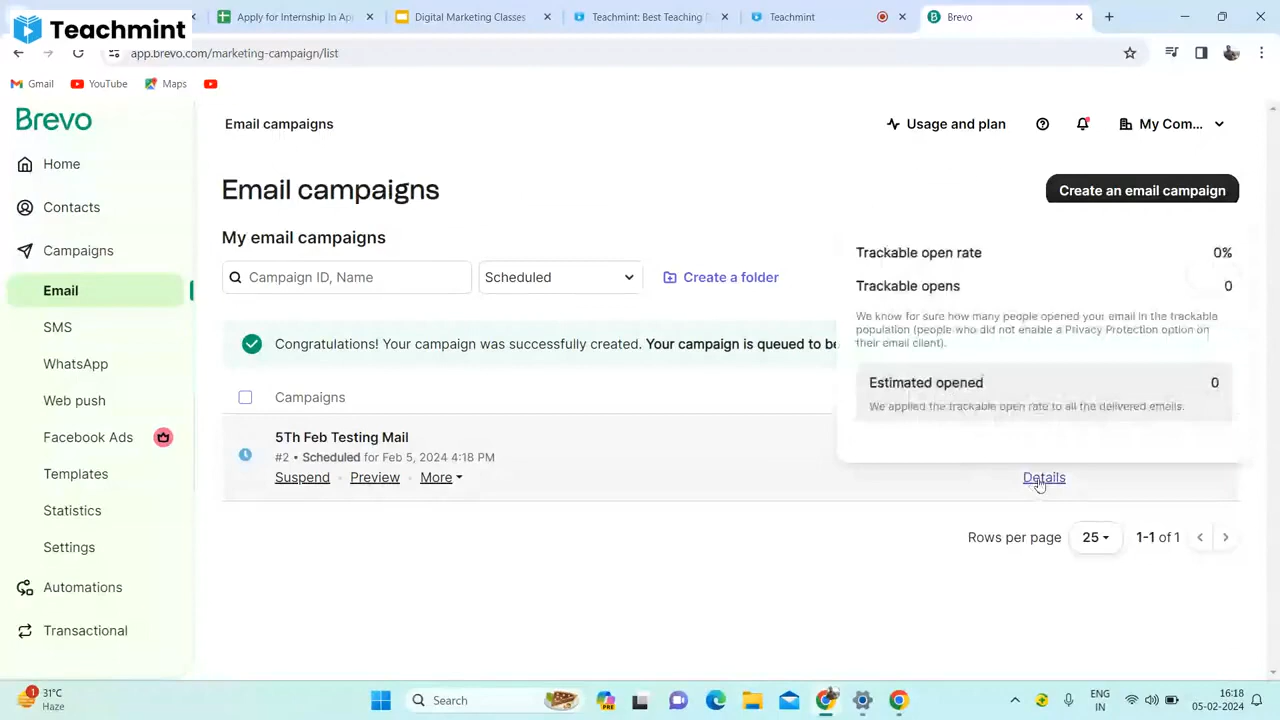 Teachmint
Apply for Internship In Ap
Digital Marketing Classes
Teachmint: Best Teaching
Teachmint
Brevo
app.brevo.com/marketing-campaign/list
Gmail
YouTube
Maps
Brevo
Home
Contacts
Campaigns
Email
SMS
WhatsApp
Web push
Facebook Ads
Templates
Statistics
Settings
Automations
Transactional
Email campaigns
Usage and plan
My Com...
Email campaigns
Create an email campaign
My email campaigns
Campaign ID, Name
Scheduled
Create a folder
Congratulations! Your campaign was successfully created. Your campaign is queued to be
Campaigns
5Th Feb Testing Mail
#2 • Scheduled for Feb 5, 2024 4:18 PM
Suspend • Preview • More
Trackable open rate 0%
Trackable opens 0
We know for sure how many people opened your email in the trackable
population (people who did not enable a Privacy Protection option on
their email client).
Estimated opened 0
We applied the trackable open rate to all the delivered emails.
Details
Rows per page 25 1-1 of 1
1
31°C
Haze
Search
PRE
ENG
IN
16:18
05-02-2024